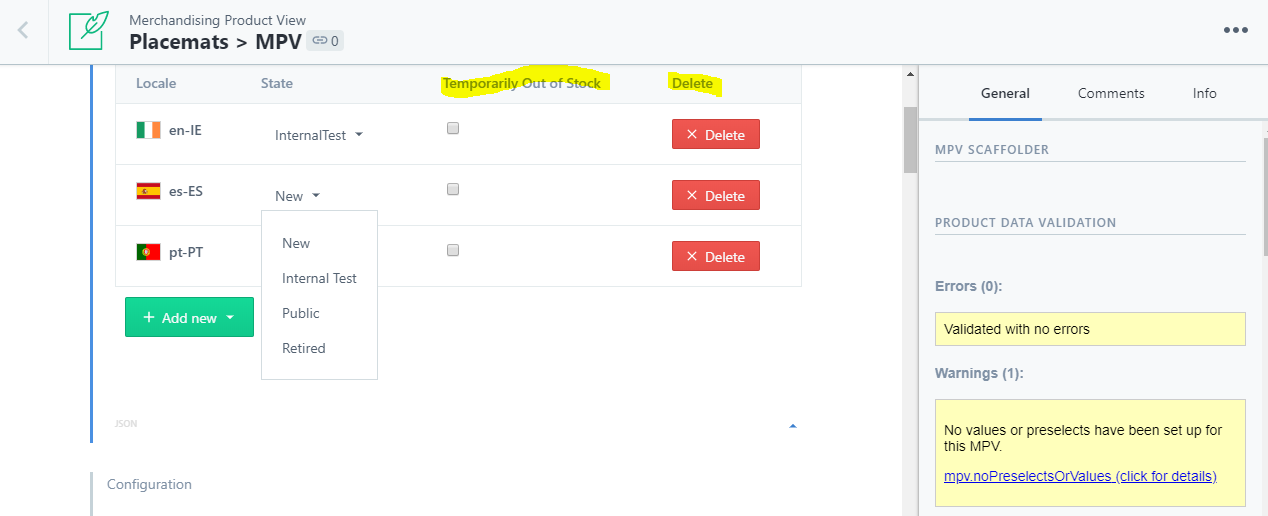 Merchandising Product View
Placemats > MPV 0
Locale State Temporarily Out of Stock Delete
en-IE InternalTest Delete
es-ES New Delete
New
pt-PT Delete
Internal Test
Public
Retired
+ Add new
JSON
Configuration
General Comments Info
MPV SCAFFOLDER
PRODUCT DATA VALIDATION
Errors (0):
Validated with no errors
Warnings (1):
No values or preselects have been set up for
this MPV.
mpv.noPreselectsOrValues (click for details)